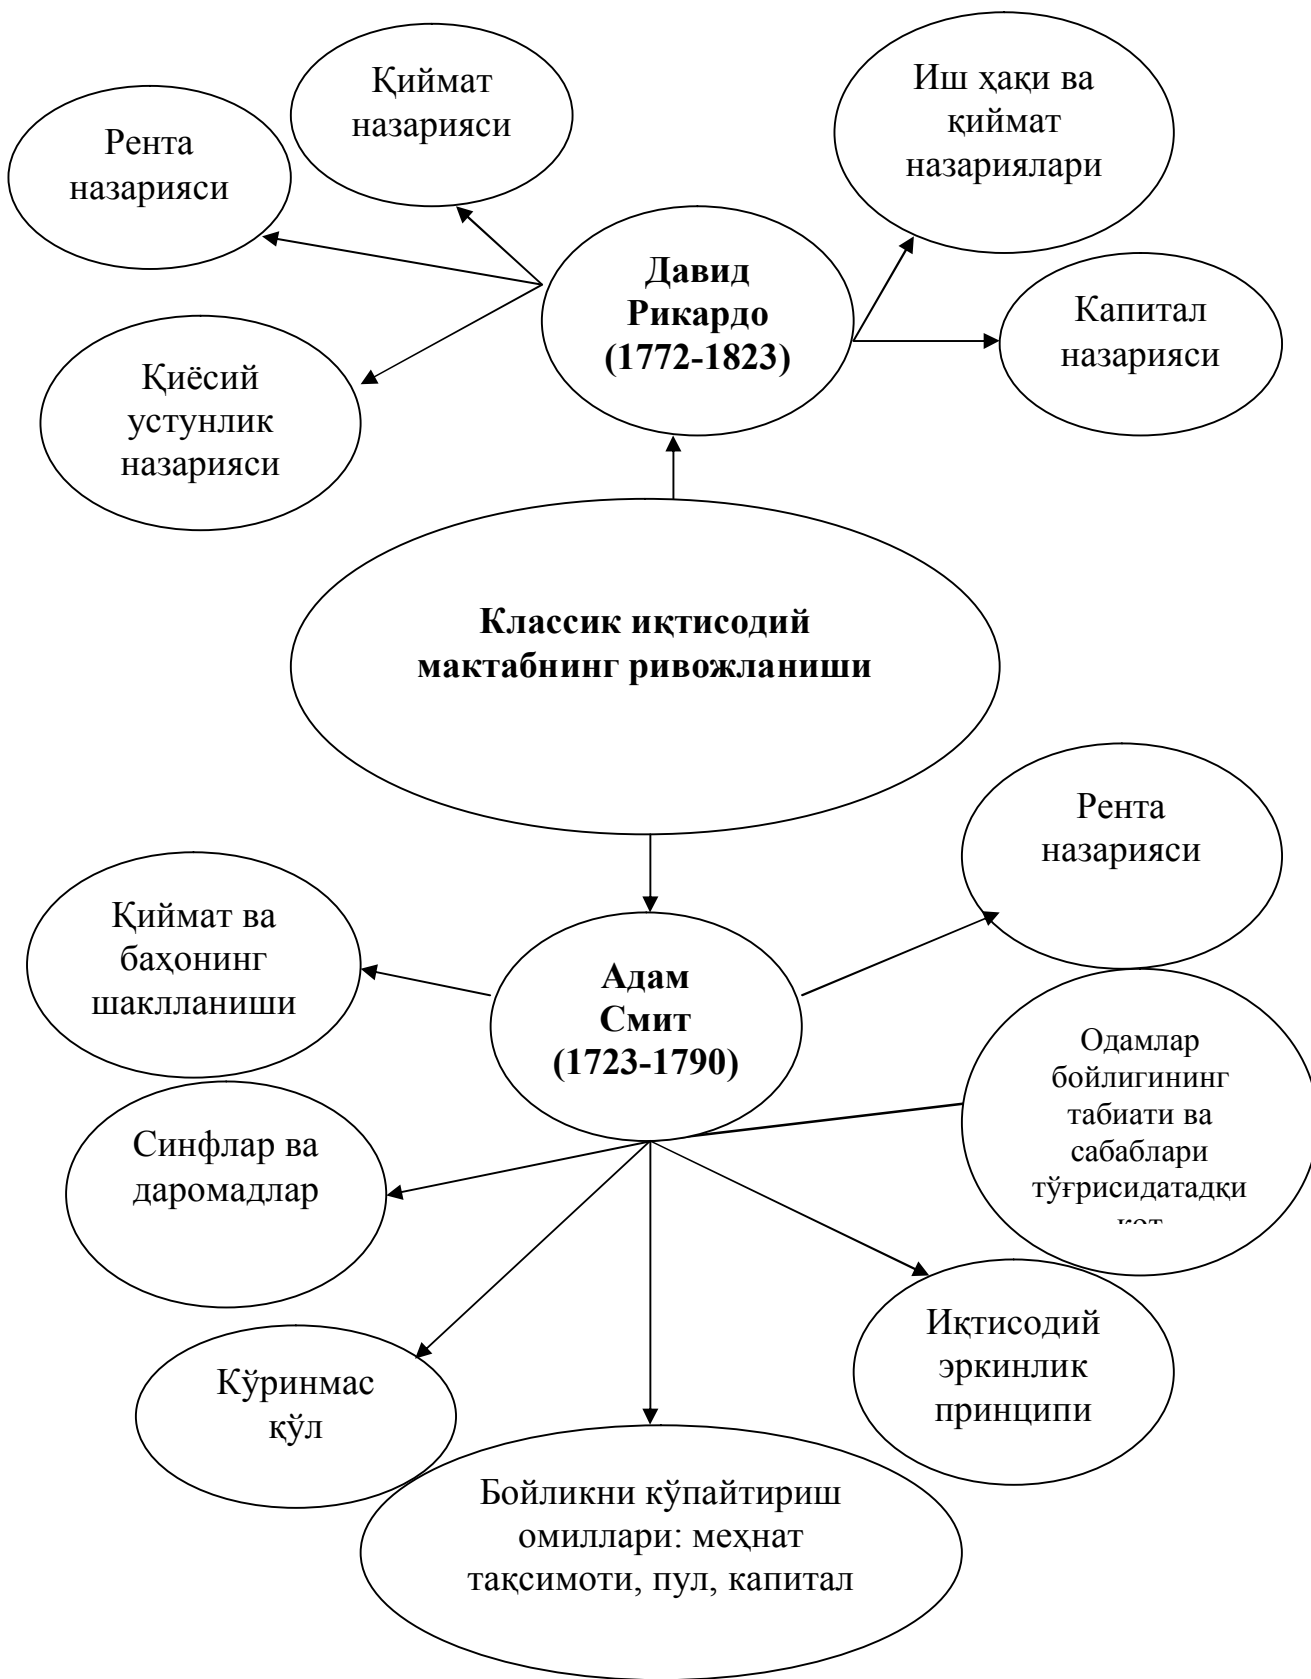 Қиймат
назарияси
Рента
назарияси
Иш ҳақи ва
қиймат
назариялари
Давид
Рикардо
(1772-1823)
Капитал
назарияси
Қиёсий
устунлик
назарияси
Классик иқтисодий
мактабнинг ривожланиши
Рента
назарияси
Қиймат ва
баҳонинг
шаклланиши
Адам
Смит
(1723-1790)
Одамлар
бойлигининг
табиати ва
сабаблари
тўғрисидатадқи
қот
Синфлар ва
даромадлар
Иқтисодий
эркинлик
принципи
Кўринмас
қўл
Бойликни кўпайтириш
омиллари: меҳнат
тақсимоти, пул, капитал